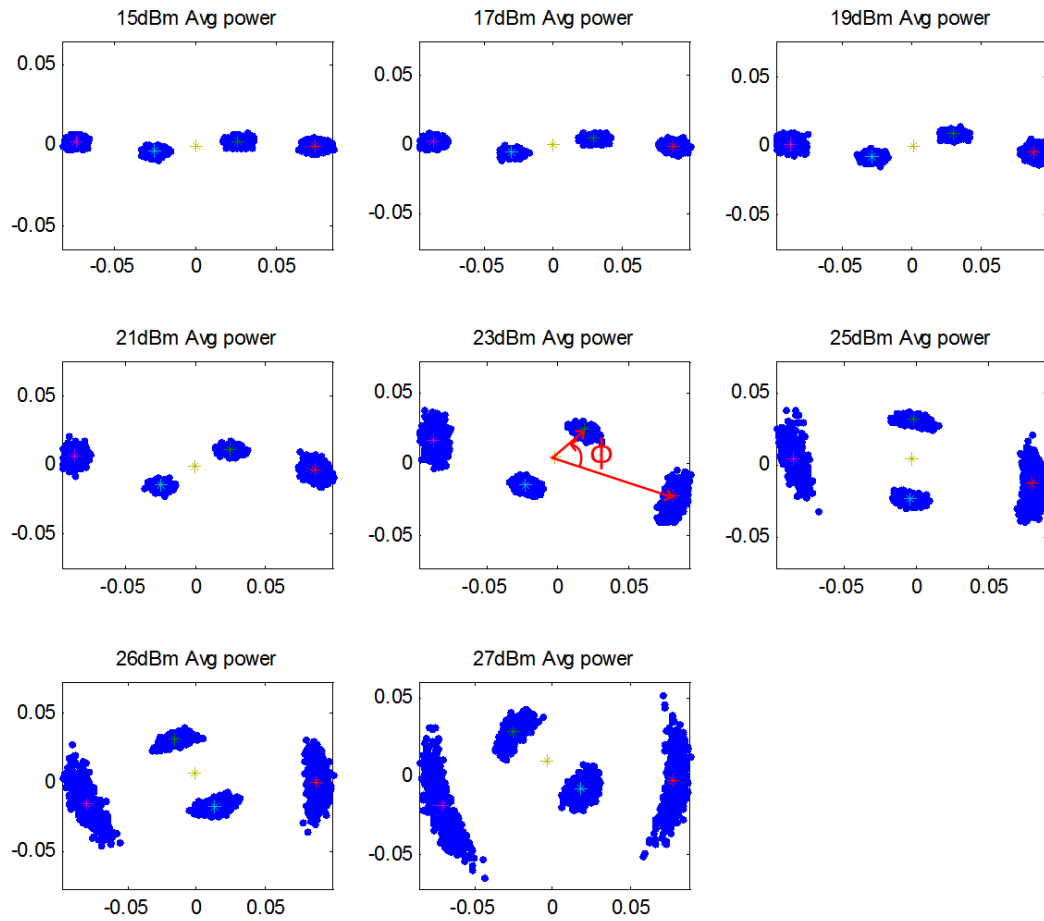 15dBm Avg power
17dBm Avg power
19dBm Avg power
0.05
0
-0.05
-0.05 0 0.05
0.05
0
-0.05
-0.05 0 0.05
0.05
0
-0.05
-0.05 0 0.05
21dBm Avg power
23dBm Avg power
25dBm Avg power
0.05
0
-0.05
-0.05 0 0.05
0.05
0
-0.05
-0.05 0 0.05
ϕ
0.05
0
-0.05
-0.05 0 0.05
26dBm Avg power
27dBm Avg power
0.05
0
-0.05
-0.05 0 0.05
0.05
0
-0.05
-0.05 0 0.05